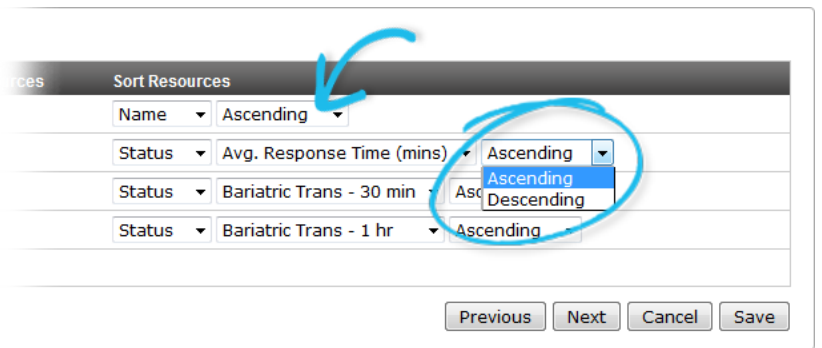 Sort Resources
Name Ascending
Status Avg. Response Time (mins) Ascending
Ascending
Descending
Status Bariatric Trans - 30 min
Status Bariatric Trans - 1 hr Ascending
Previous Next Cancel Save